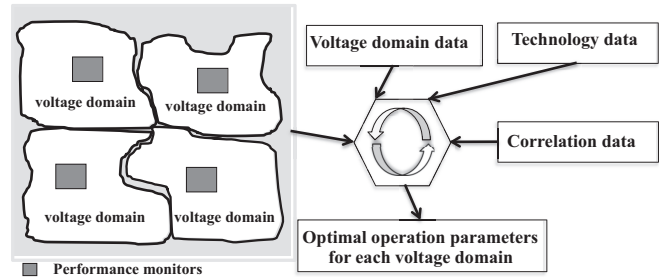 voltage domain
voltage domain
voltage domain
voltage domain
Performance monitors
Voltage domain data
Technology data
Correlation data
Optimal operation parameters
for each voltage domain